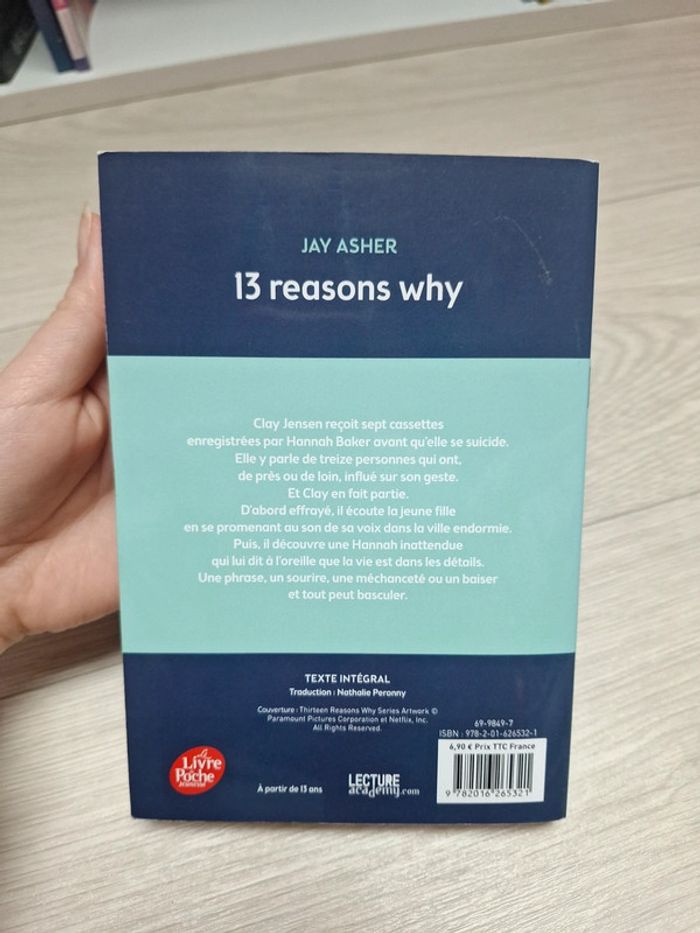 JAY ASHER
13 reasons why
Clay Jensen reçoit sept cassettes
enregistrées par Hannah Baker avant qu'elle se suicide.
Elle y parle de treize personnes qui ont,
de près ou de loin, influé sur son geste.
Et Clay en fait partie.
D'abord effrayé, il écoute la jeune fille
en se promenant au son de sa voix dans la ville endormie.
Puis, il découvre une Hannah inattendue
qui lui dit à l'oreille que la vie est dans les détails.
Une phrase, un sourire, une méchanceté ou un baiser
et tout peut basculer.
TEXTE INTÉGRAL
Traduction : Nathalie Peronny
Couverture : Thirteen Reasons Why Series Artwork ©
Paramount Pictures Corporation et Netflix, Inc.
All Rights Reserved.
69-9849-7
ISBN : 978-2-01-626532-1
6,90 € Prix TTC France
9 782016 265321
le
Livre
de
Poche
Jeunesse
À partir de 13 ans
LECTURE
academy.com